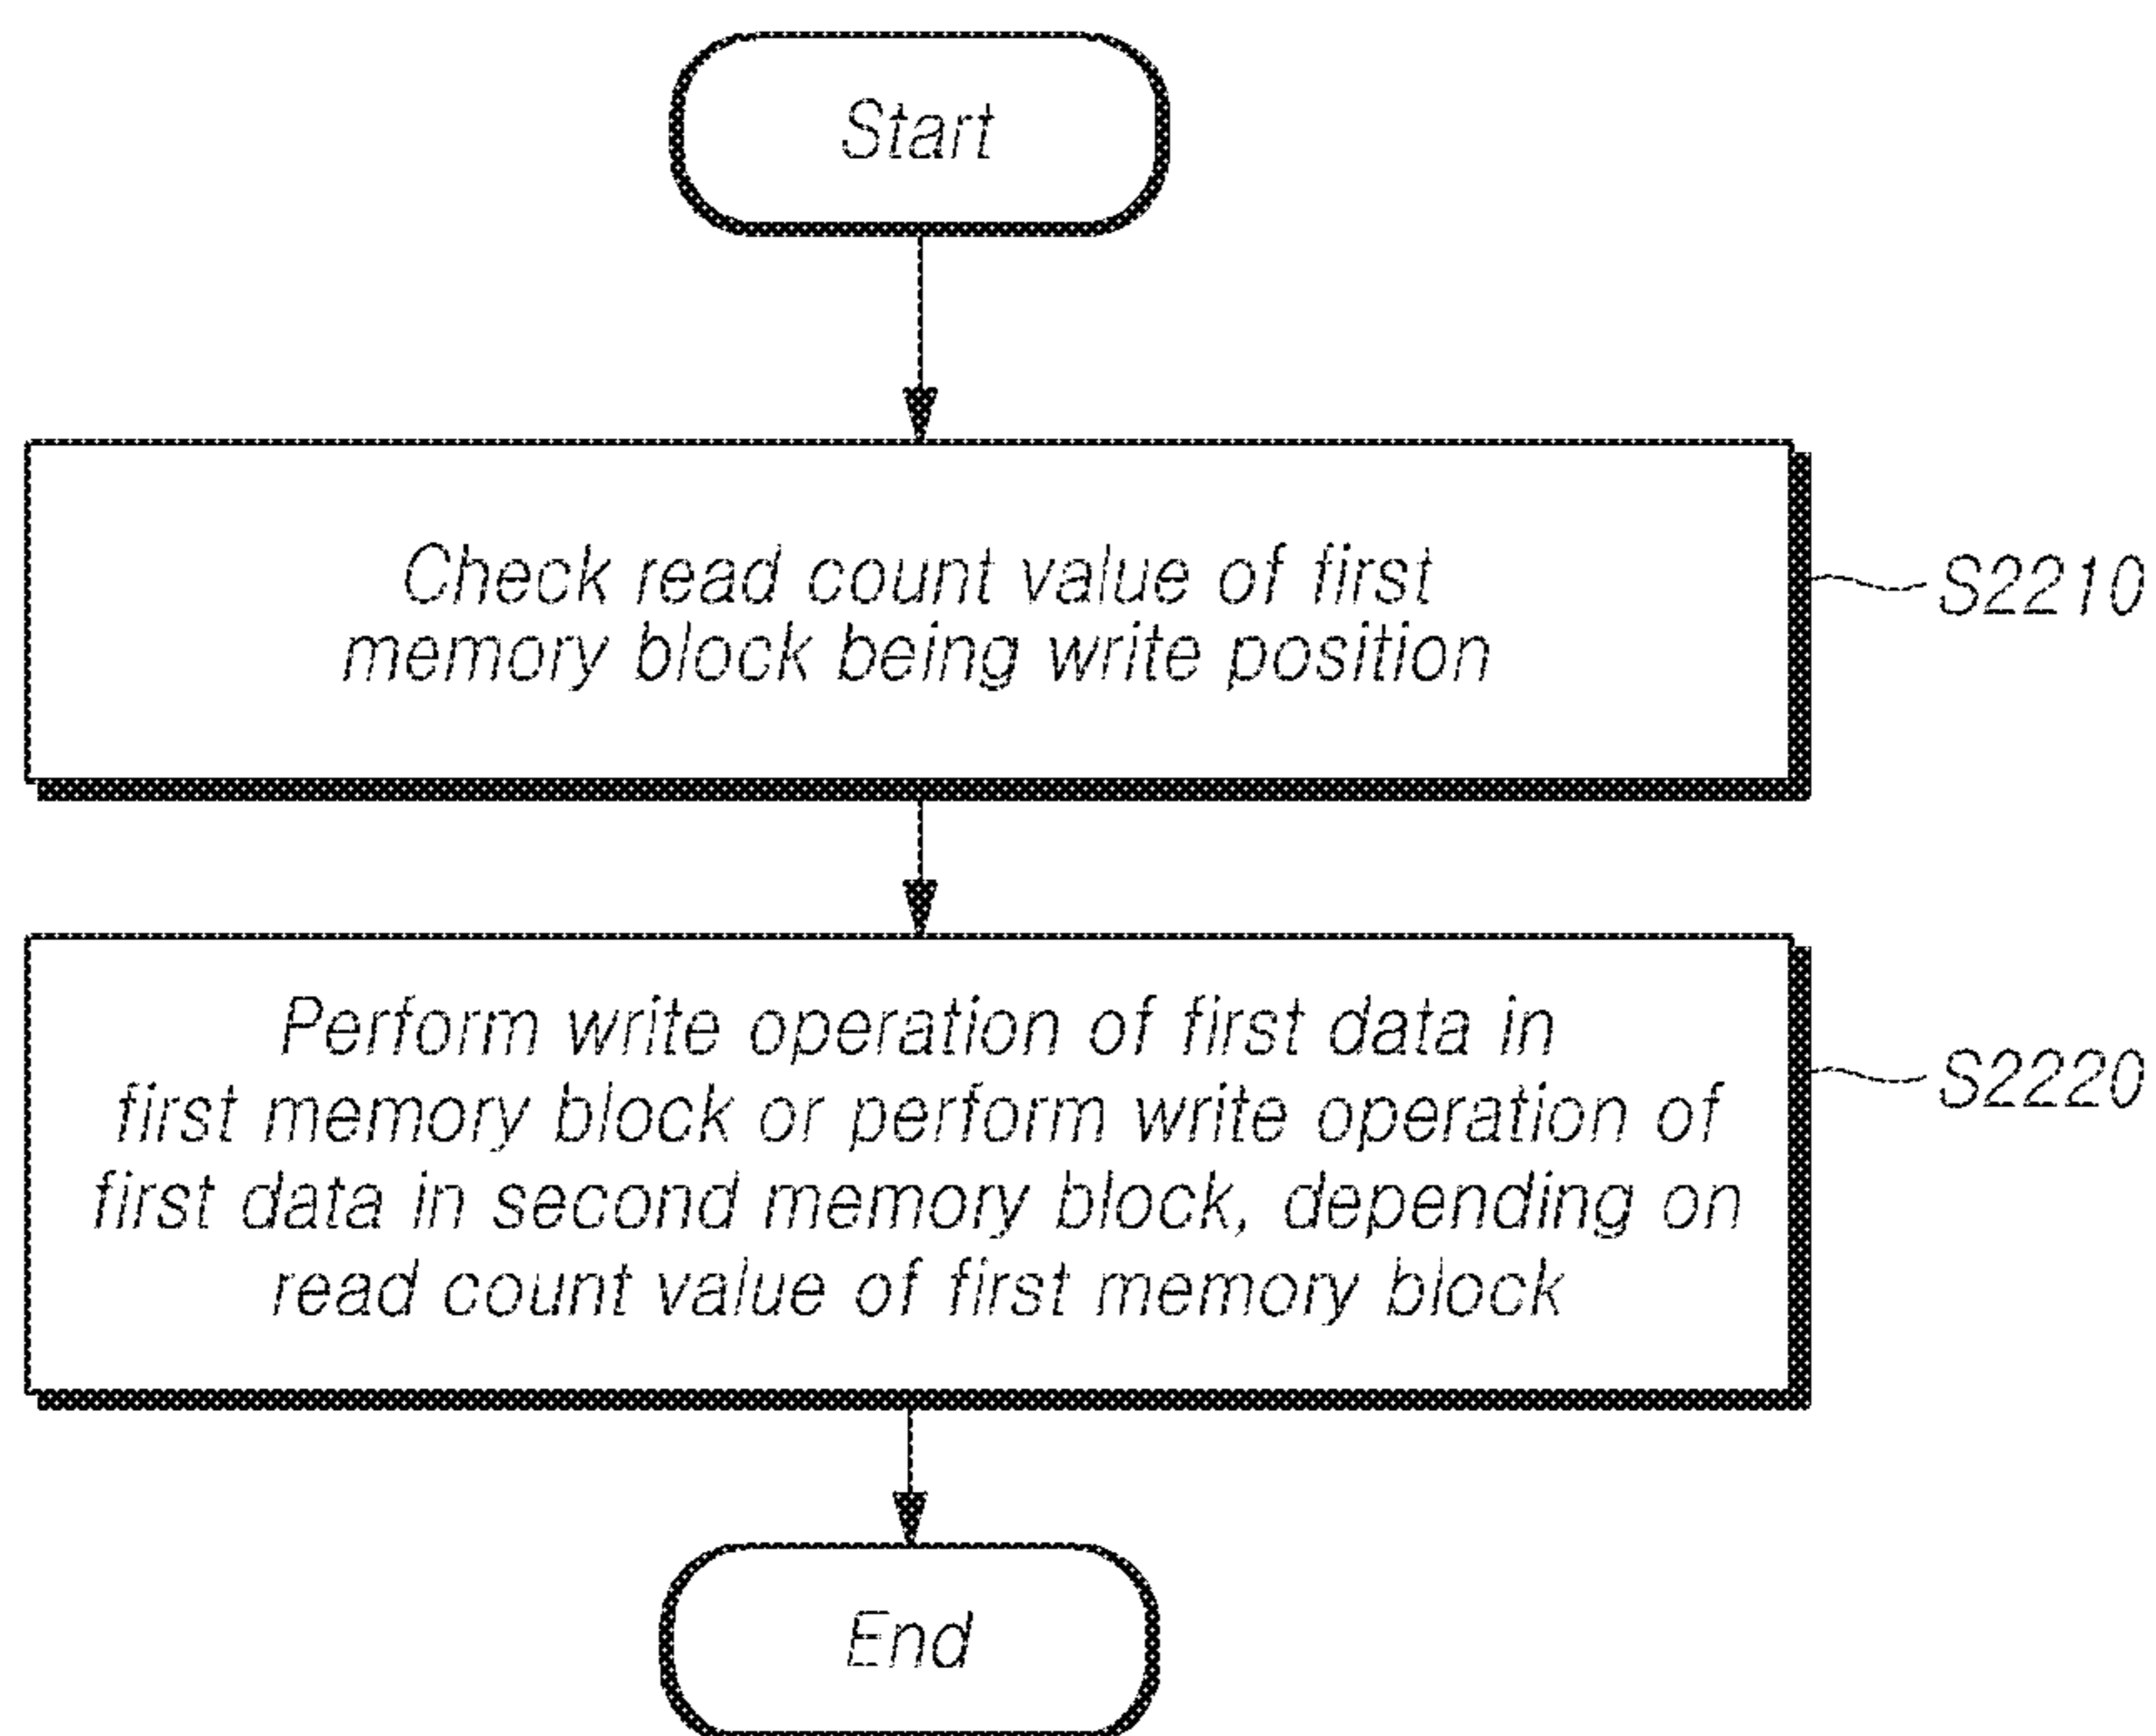 Start
Check read count value of first
memory block being write position
S2210
Perform write operation of first data in
first memory block or perform write operation of
first data in second memory block, depending on
read count value of first memory block
S2220
End